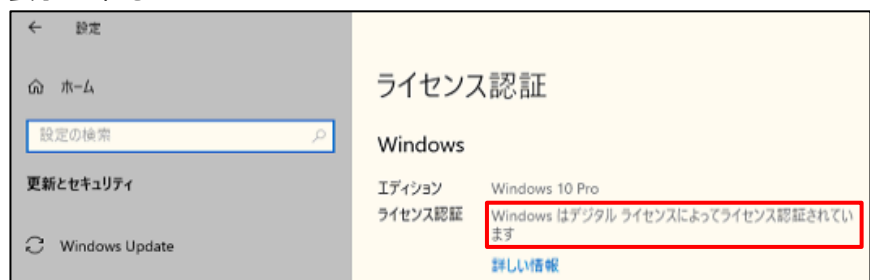 ← 設定
ホーム
設定の検索
更新とセキュリティ
Windows Update
ライセンス認証
Windows
エディション Windows 10 Pro
ライセンス認証 Windows はデジタル ライセンスによってライセンス認証されてい
ます
詳しい情報